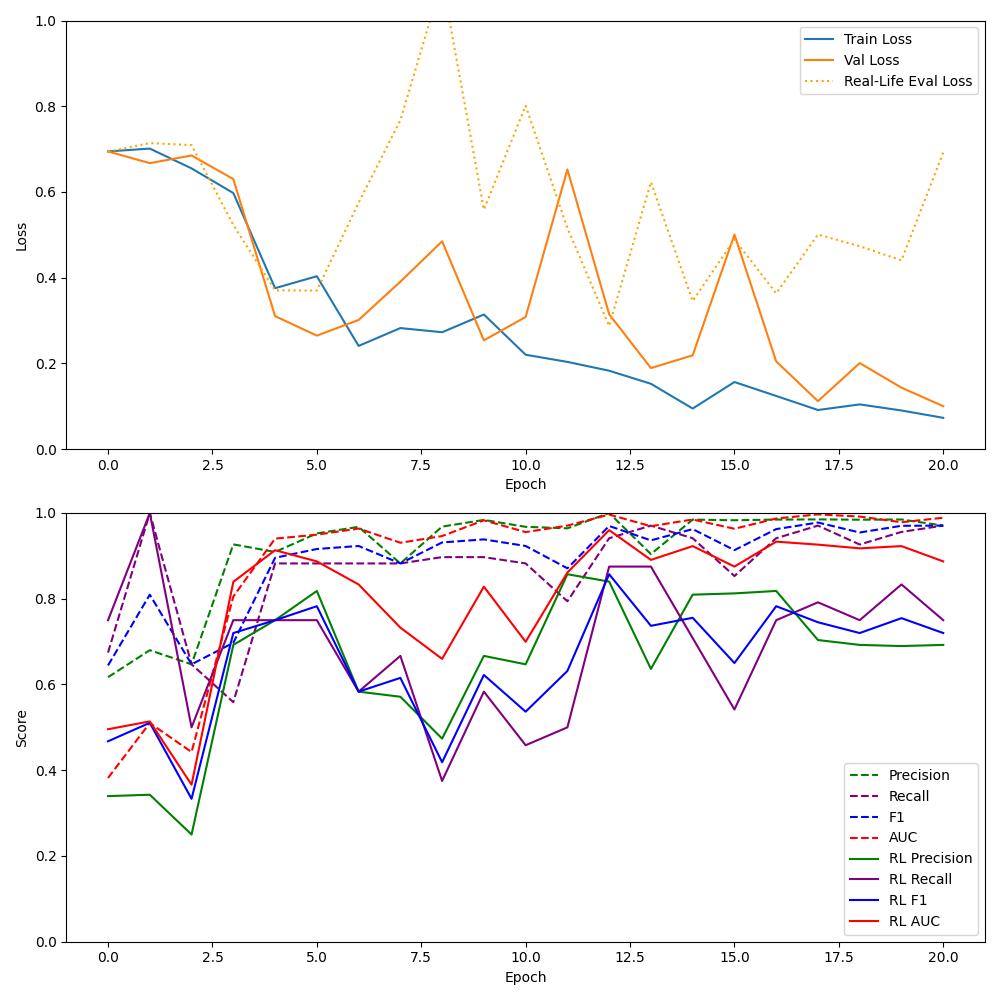 1.0
0.8
0.6
0.4
0.2
0.0
Loss
Train Loss
Val Loss
Real-Life Eval Loss
0.0 2.5 5.0 7.5 10.0 12.5 15.0 17.5 20.0
Epoch
1.0
0.8
0.6
0.4
0.2
0.0
Score
Precision
Recall
F1
AUC
RL Precision
RL Recall
RL F1
RL AUC
0.0 2.5 5.0 7.5 10.0 12.5 15.0 17.5 20.0
Epoch